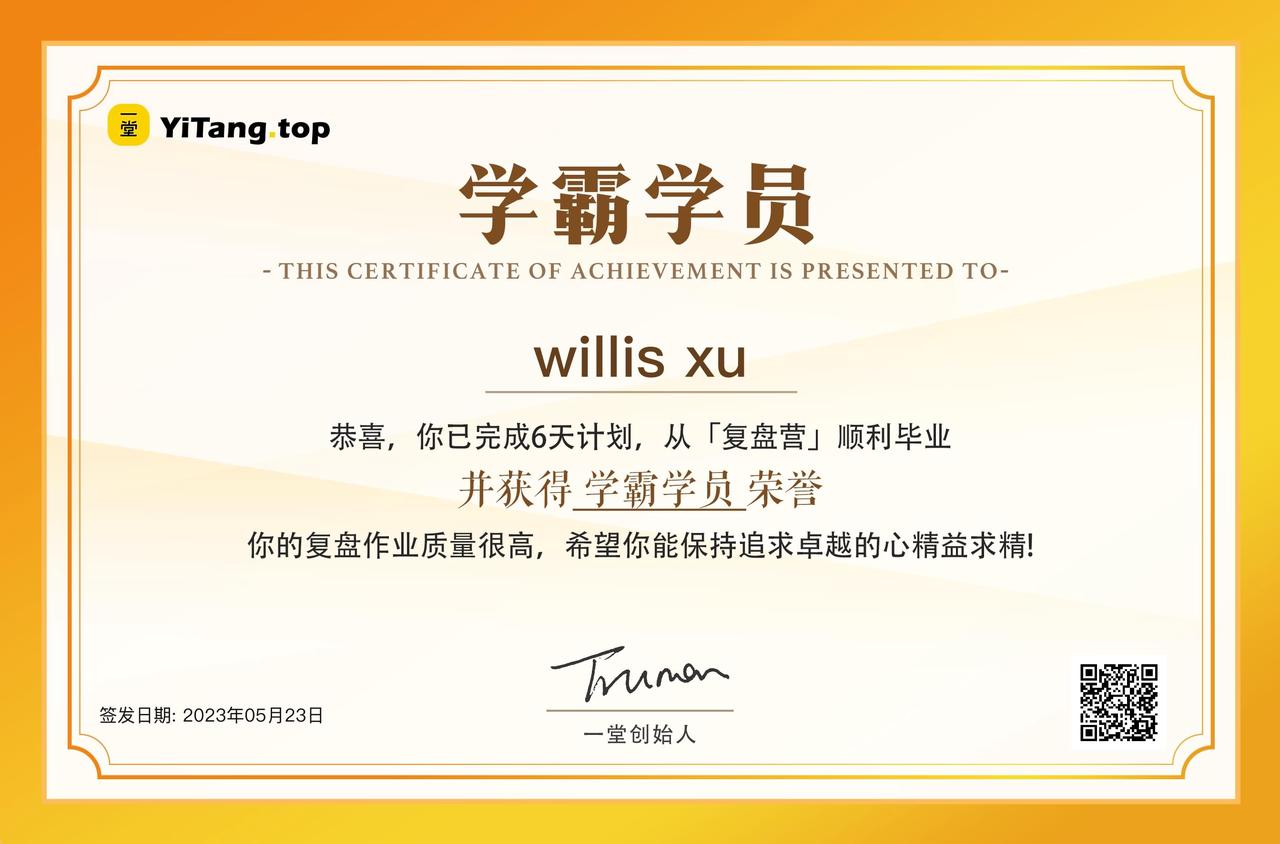 一堂 YiTang.top
学霸学员
- THIS CERTIFICATE OF ACHIEVEMENT IS PRESENTED TO-
willis xu
恭喜，你已完成6天计划，从「复盘营」顺利毕业
并获得 学霸学员 荣誉
你的复盘作业质量很高，希望你能保持追求卓越的心精益求精!
Truman
一堂创始人
签发日期: 2023年05月23日